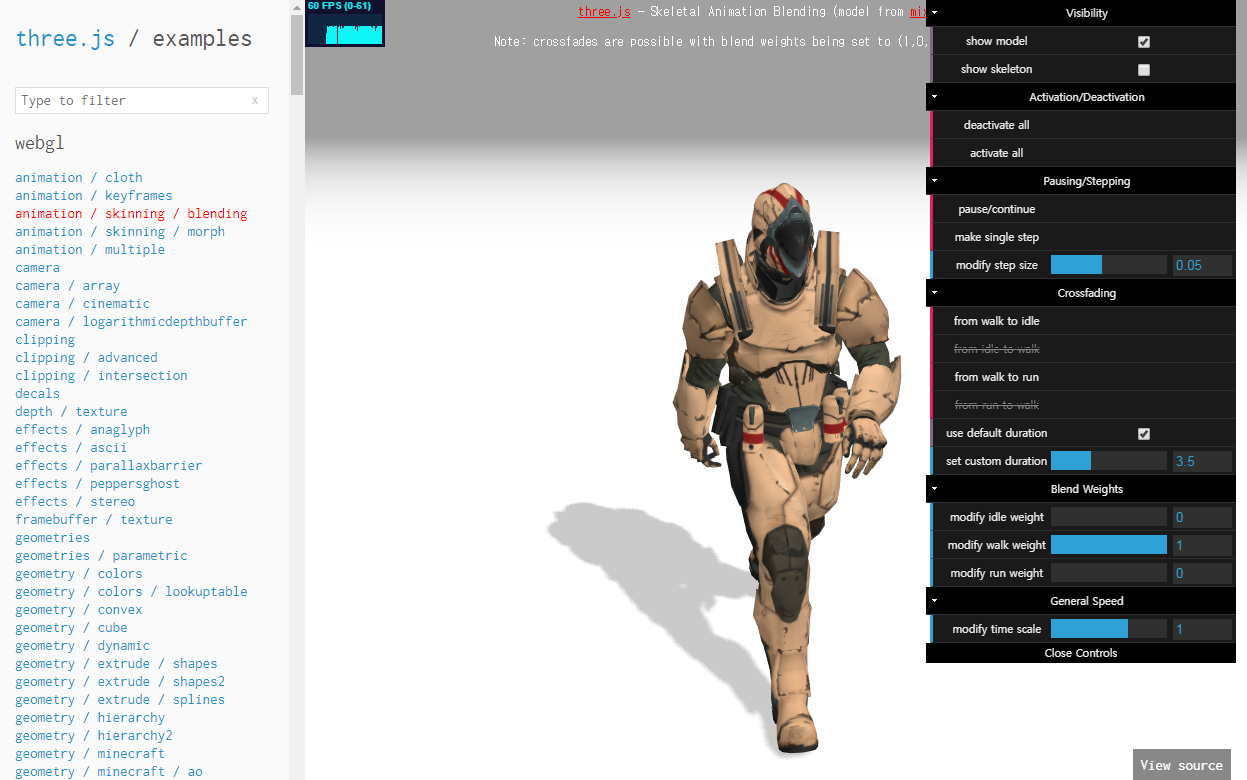 three.js / examples
Type to filter
x
webgl
animation / cloth
animation / keyframes
animation / skinning / blending
animation / skinning / morph
animation / multiple
camera
camera / array
camera / cinematic
camera / logarithmicdepthbuffer
clipping
clipping / advanced
clipping / intersection
decals
depth / texture
effects / anaglyph
effects / ascii
effects / parallaxbarrier
effects / peppersghost
effects / stereo
framebuffer / texture
geometries
geometries / parametric
geometry / colors
geometry / colors / lookuptable
geometry / convex
geometry / cube
geometry / dynamic
geometry / extrude / shapes
geometry / extrude / shapes2
geometry / extrude / splines
geometry / hierarchy
geometry / hierarchy2
geometry / minecraft
geometry / minecraft / ao
60 FPS (0-61)
three.js - Skeletal Animation Blending (model from
Note: crossfades are possible with blend weights being set to (1,0,
Visibility
show model
show skeleton
Activation/Deactivation
deactivate all
activate all
Pausing/Stepping
pause/continue
make single step
modify step size 0.05
Crossfading
from walk to idle
from idle to walk
from walk to run
from run to walk
use default duration
set custom duration 3.5
Blend Weights
modify idle weight 0
modify walk weight 1
modify run weight 0
General Speed
modify time scale 1
Close Controls
View source